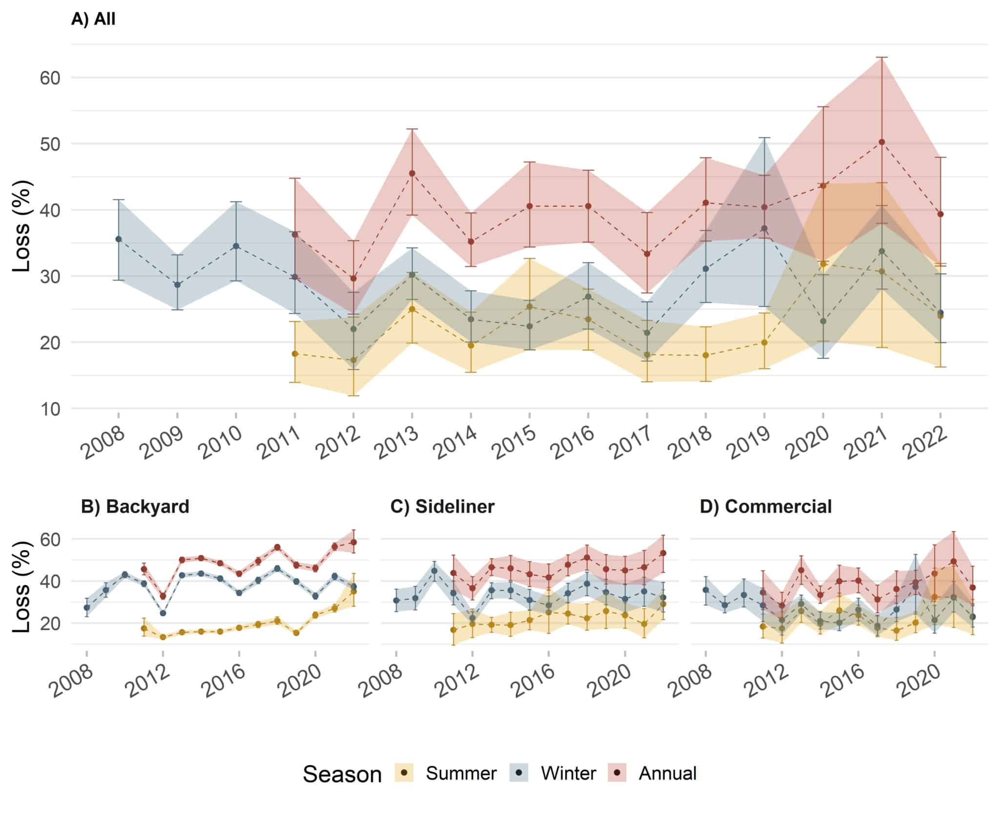 A) All
Loss (%)
60
50
40
30
20
10
2008 2009 2010 2011 2012 2013 2014 2015 2016 2017 2018 2019 2020 2021 2022
B) Backyard C) Sideliner D) Commercial
Loss (%)
60
40
20
2008 2012 2016 2020 2008 2012 2016 2020 2008 2012 2016 2020
Season Summer Winter Annual